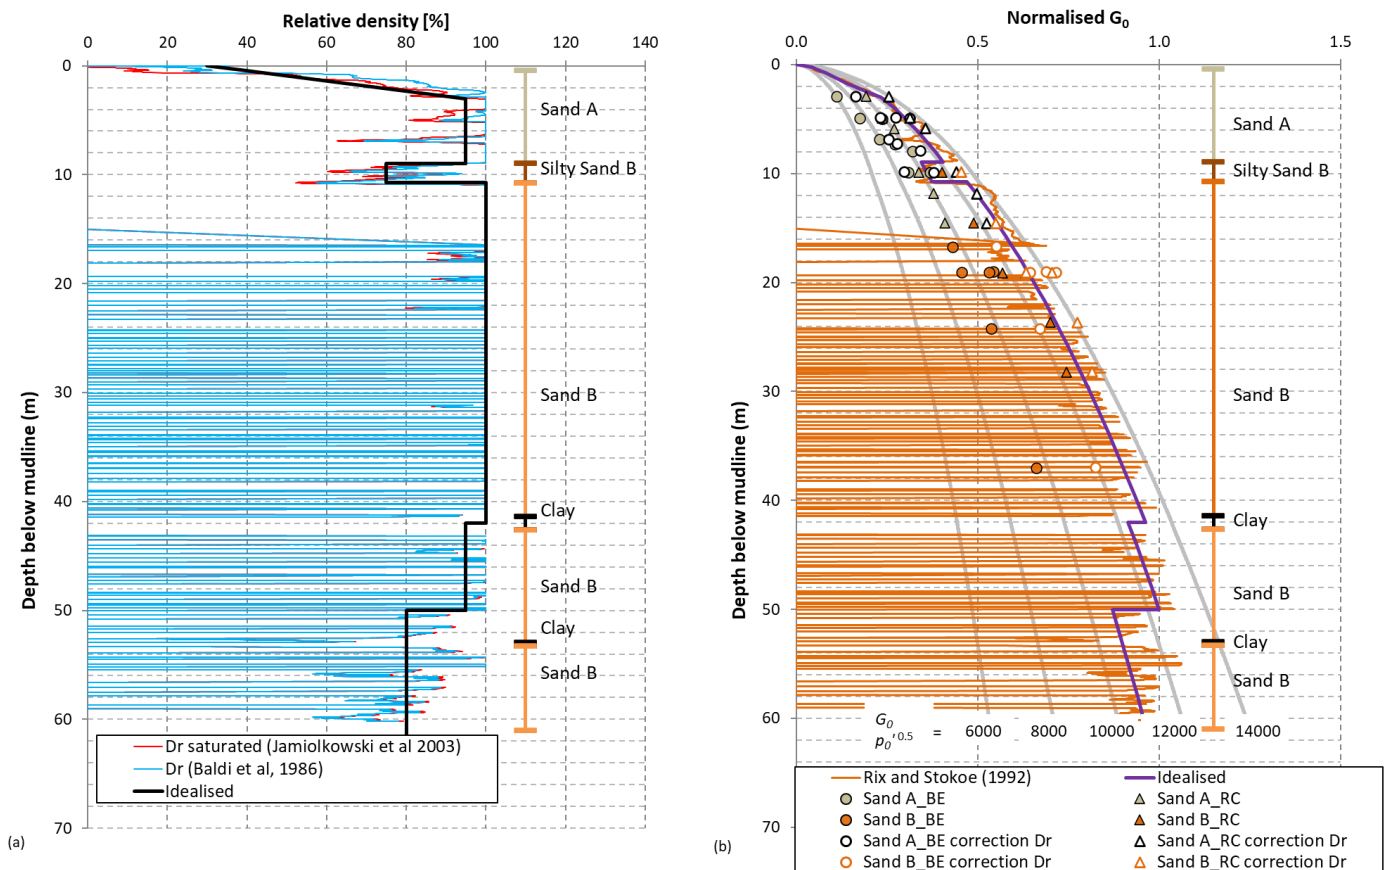 Relative density [%]
0 20 40 60 80 100 120 140
0
10
20
30
40
50
60
70
Depth below mudline (m)
Sand A
Silty Sand B
Sand B
Clay
Sand B
Clay
Sand B
Dr saturated (Jamiolkowski et al 2003)
Dr (Baldi et al, 1986)
Idealised
(a)
Normalised G0
0.0 0.5 1.0 1.5
0
10
20
30
40
50
60
70
Depth below mudline (m)
Sand A
Silty Sand B
Sand B
Clay
Sand B
Clay
Sand B
G0
p0'0.5 = 6000 8000 10000 12000 14000
Rix and Stokoe (1992) Idealised
Sand A_BE Sand A_RC
Sand B_BE Sand B_RC
Sand A_BE correction Dr Sand A_RC correction Dr
Sand B_BE correction Dr Sand B_RC correction Dr
(b)